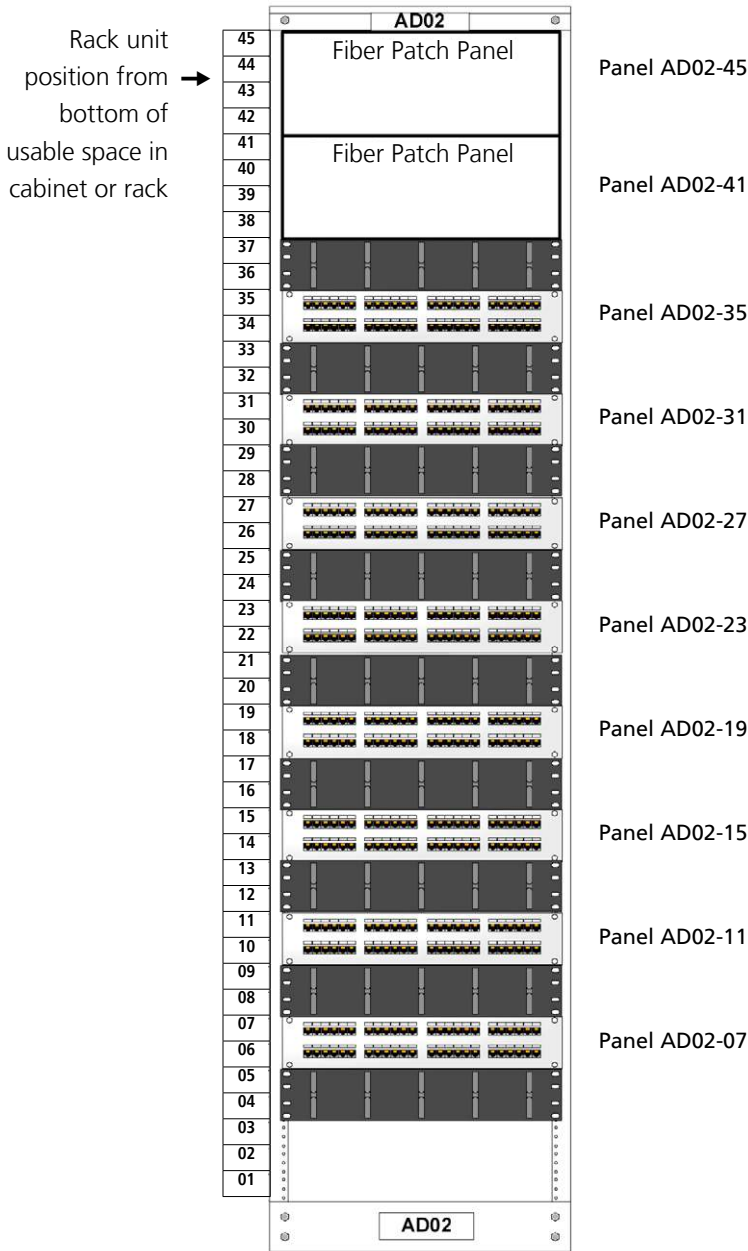 AD02
Rack unit
position from
bottom of
usable space in
cabinet or rack
45
44
43
42
41
40
39
38
37
36
35
34
33
32
31
30
29
28
27
26
25
24
23
22
21
20
19
18
17
16
15
14
13
12
11
10
09
08
07
06
05
04
03
02
01
Fiber Patch Panel
Fiber Patch Panel
Panel AD02-45
Panel AD02-41
Panel AD02-35
Panel AD02-31
Panel AD02-27
Panel AD02-23
Panel AD02-19
Panel AD02-15
Panel AD02-11
Panel AD02-07
AD02